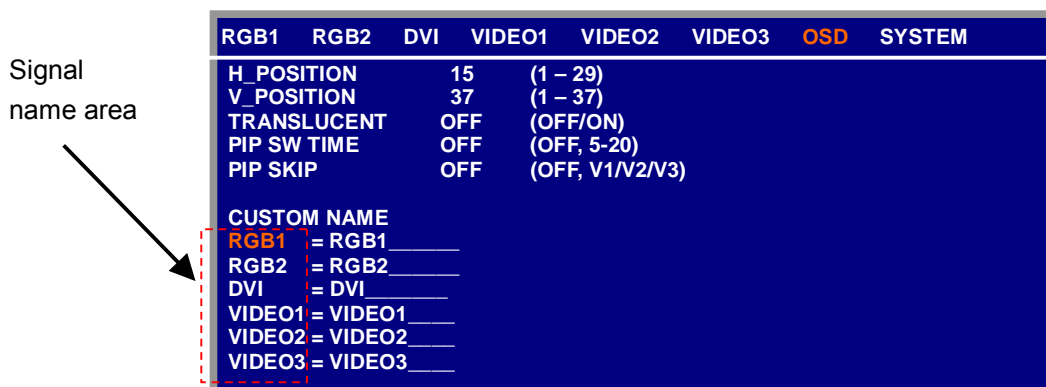 Signal
name area
RGB1 RGB2 DVI VIDEO1 VIDEO2 VIDEO3 OSD SYSTEM
H_POSITION 15 (1 – 29)
V_POSITION 37 (1 – 37)
TRANSLUCENT OFF (OFF/ON)
PIP SW TIME OFF (OFF, 5-20)
PIP SKIP OFF (OFF, V1/V2/V3)
CUSTOM NAME
RGB1 = RGB1______
RGB2 = RGB2______
DVI = DVI_______
VIDEO1 = VIDEO1____
VIDEO2 = VIDEO2____
VIDEO3 = VIDEO3____